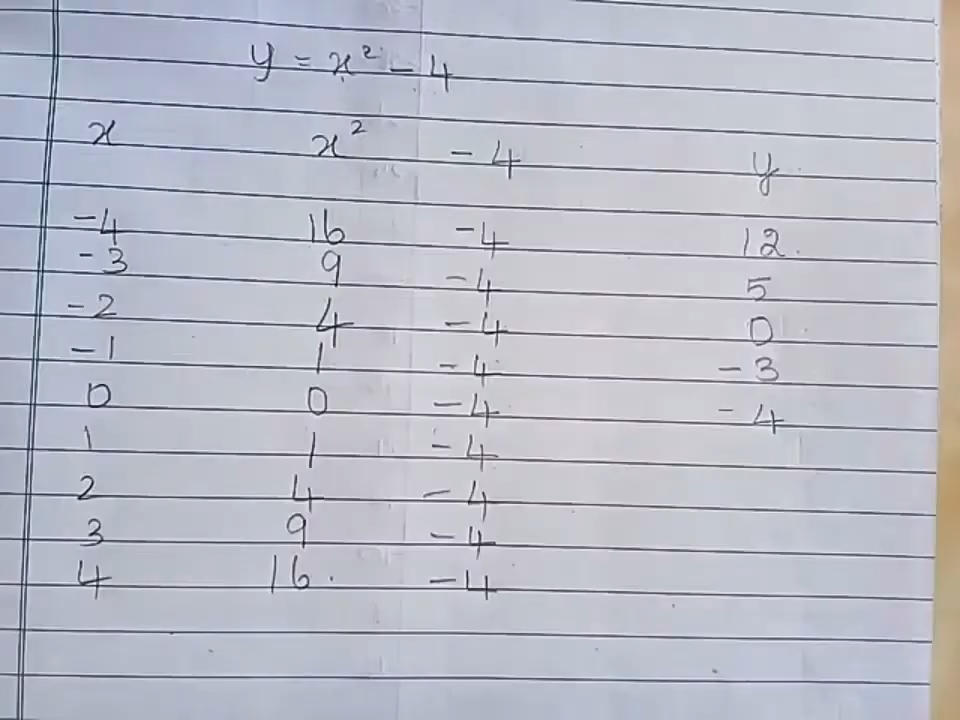 y = x² - 4
x x² -4 y
-4 16 -4 12.
-3 9 -4 5
-2 4 -4 0
-1 1 -4 -3
0 0 -4 -4
1 1 -4
2 4 -4
3 9 -4
4 16. -4